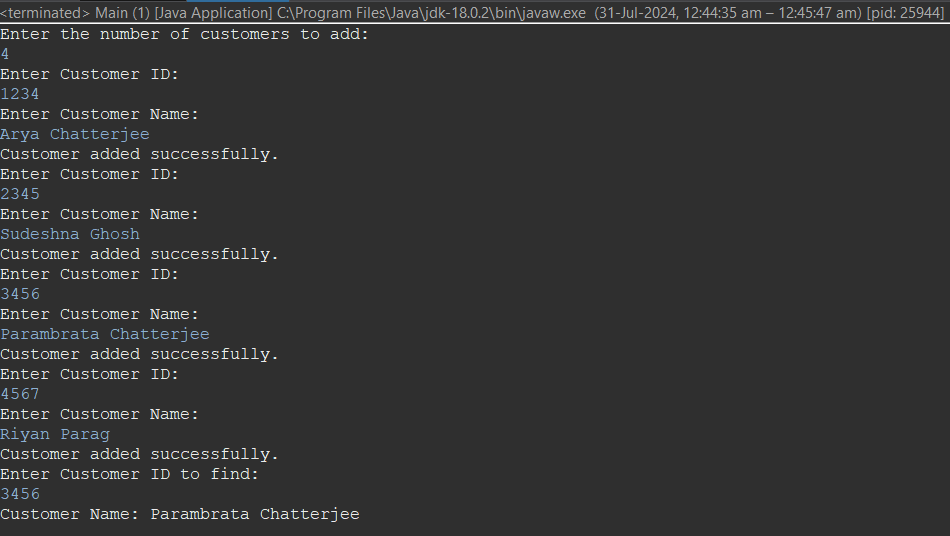 <terminated> Main (1) [Java Application] C:\Program Files\Java\jdk-18.0.2\bin\javaw.exe (31-Jul-2024, 12:44:35 am – 12:45:47 am) [pid: 25944]
Enter the number of customers to add:
4
Enter Customer ID:
1234
Enter Customer Name:
Arya Chatterjee
Customer added successfully.
Enter Customer ID:
2345
Enter Customer Name:
Sudeshna Ghosh
Customer added successfully.
Enter Customer ID:
3456
Enter Customer Name:
Parambrata Chatterjee
Customer added successfully.
Enter Customer ID:
4567
Enter Customer Name:
Riyan Parag
Customer added successfully.
Enter Customer ID to find:
3456
Customer Name: Parambrata Chatterjee